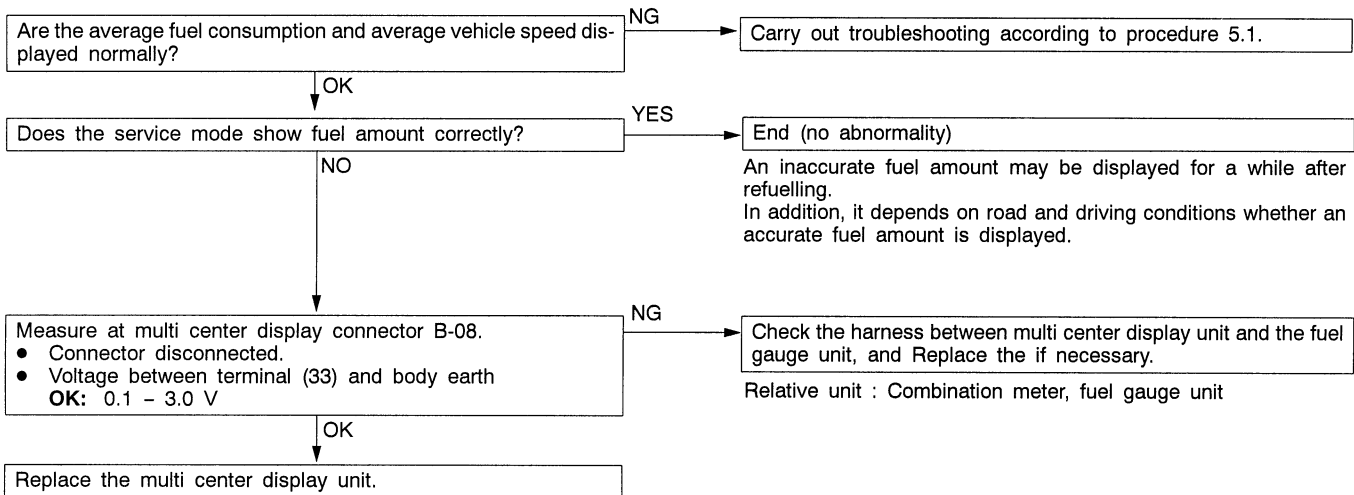 Are the average fuel consumption and average vehicle speed dis-
played normally?
NG
Carry out troubleshooting according to procedure 5.1.
OK
Does the service mode show fuel amount correctly?
YES
End (no abnormality)
An inaccurate fuel amount may be displayed for a while after
refuelling.
In addition, it depends on road and driving conditions whether an
accurate fuel amount is displayed.
NO
Measure at multi center display connector B-08.
● Connector disconnected.
● Voltage between terminal (33) and body earth
OK: 0.1 – 3.0 V
NG
Check the harness between multi center display unit and the fuel
gauge unit, and Replace the if necessary.
Relative unit : Combination meter, fuel gauge unit
OK
Replace the multi center display unit.